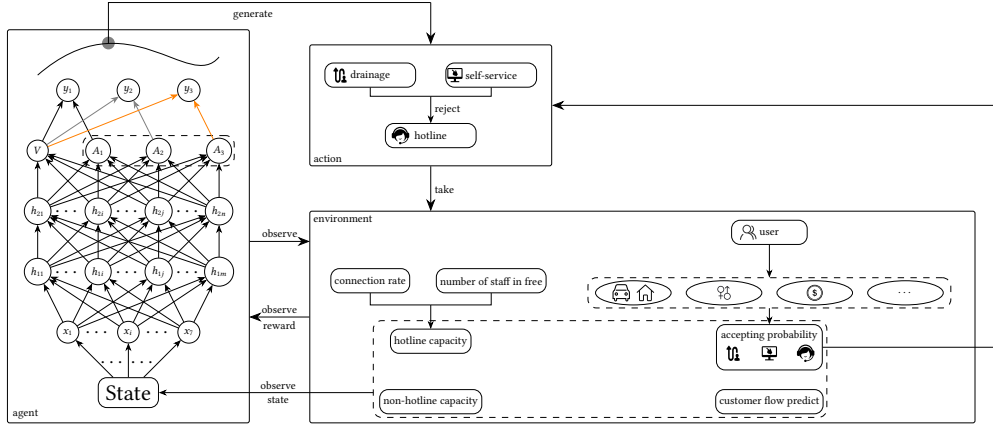 generate
y1 y2 y3
V A1 A2 A3
h21 · · · h2i · · · h2j · · · h2n
h11 · · · h1i · · · h1j · · · h1m
x1 · · · xi · · · x7
· · · · · · ·
State
agent
drainage
self-service
reject
hotline
action
take
observe
observe
reward
observe
state
environment
user
connection rate
number of staff in free
$
· · ·
hotline capacity
accepting probability
non-hotline capacity
customer flow predict